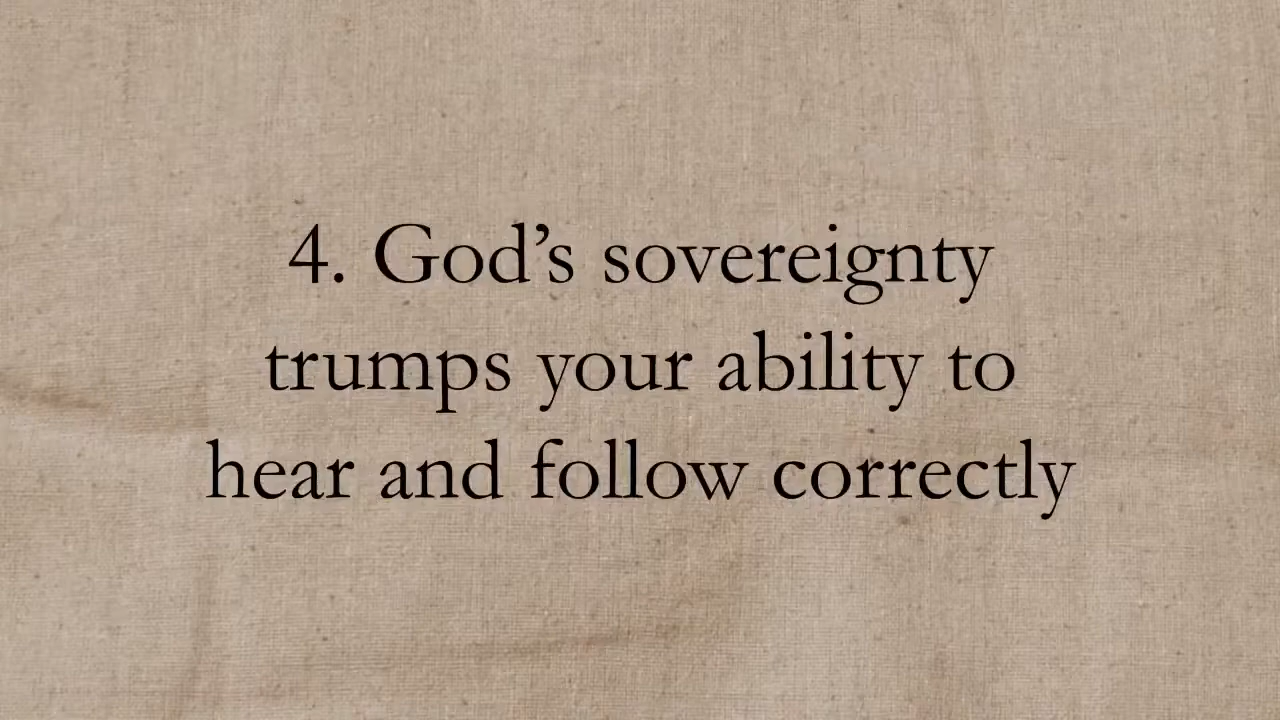 4. God’s sovereignty
trumps your ability to
hear and follow correctly